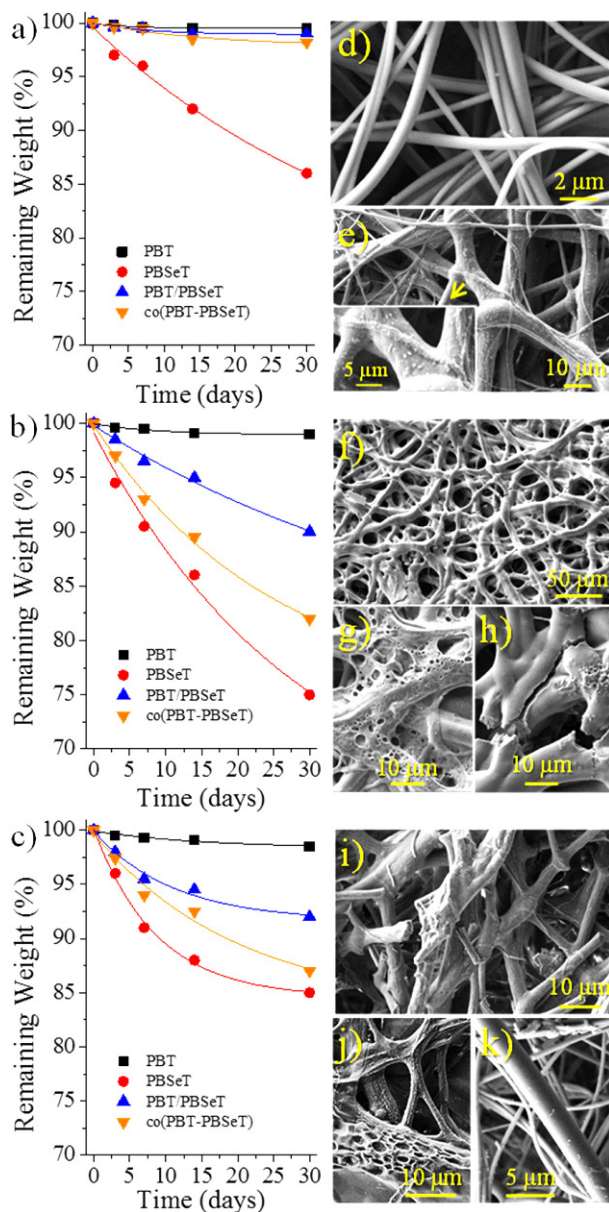 a)
100
95
90
85
80
75
70
Remaining Weight (%)
PBT
PBSeT
PBT/PBSeT
co(PBT-PBSeT)
0 5 10 15 20 25 30
Time (days)
d)
2 μm
e)
5 μm
10 μm
b)
100
95
90
85
80
75
70
Remaining Weight (%)
PBT
PBSeT
PBT/PBSeT
co(PBT-PBSeT)
0 5 10 15 20 25 30
Time (days)
f)
50 μm
g)
10 μm
h)
10 μm
c)
100
95
90
85
80
75
70
Remaining Weight (%)
PBT
PBSeT
PBT/PBSeT
co(PBT-PBSeT)
0 5 10 15 20 25 30
Time (days)
i)
10 μm
j)
10 μm
k)
5 μm